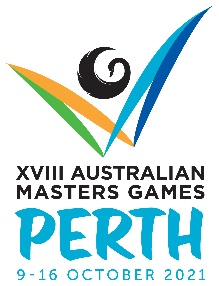 XVIII AUSTRALIAN
MASTERS GAMES
PERTH
9-16 OCTOBER 2021